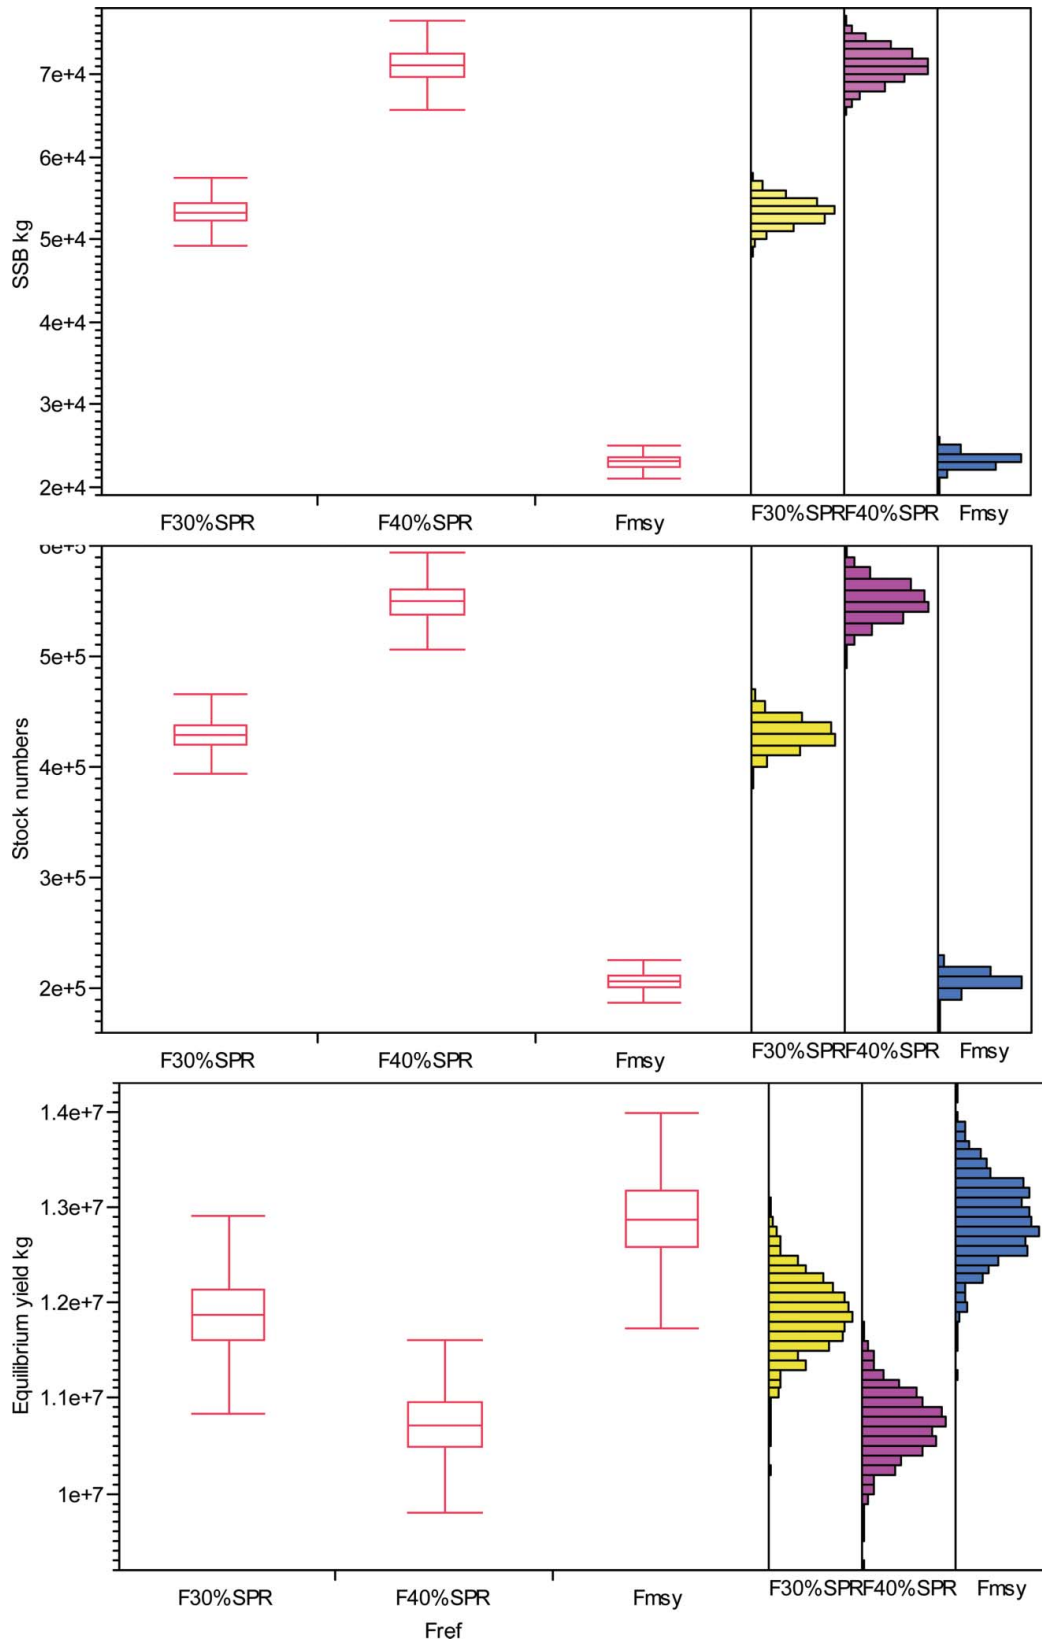 7e+4
6e+4
5e+4
4e+4
3e+4
2e+4
SSB kg
F30%SPR F40%SPR Fmsy F30%SPR F40%SPR Fmsy
6e+5
5e+5
4e+5
3e+5
2e+5
Stock numbers
F30%SPR F40%SPR Fmsy F30%SPR F40%SPR Fmsy
1.4e+7
1.3e+7
1.2e+7
1.1e+7
1e+7
Equilibrium yield kg
F30%SPR F40%SPR Fmsy F30%SPR F40%SPR Fmsy
Fref